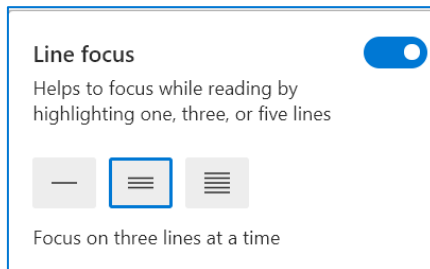 Line focus
Helps to focus while reading by
highlighting one, three, or five lines
Focus on three lines at a time